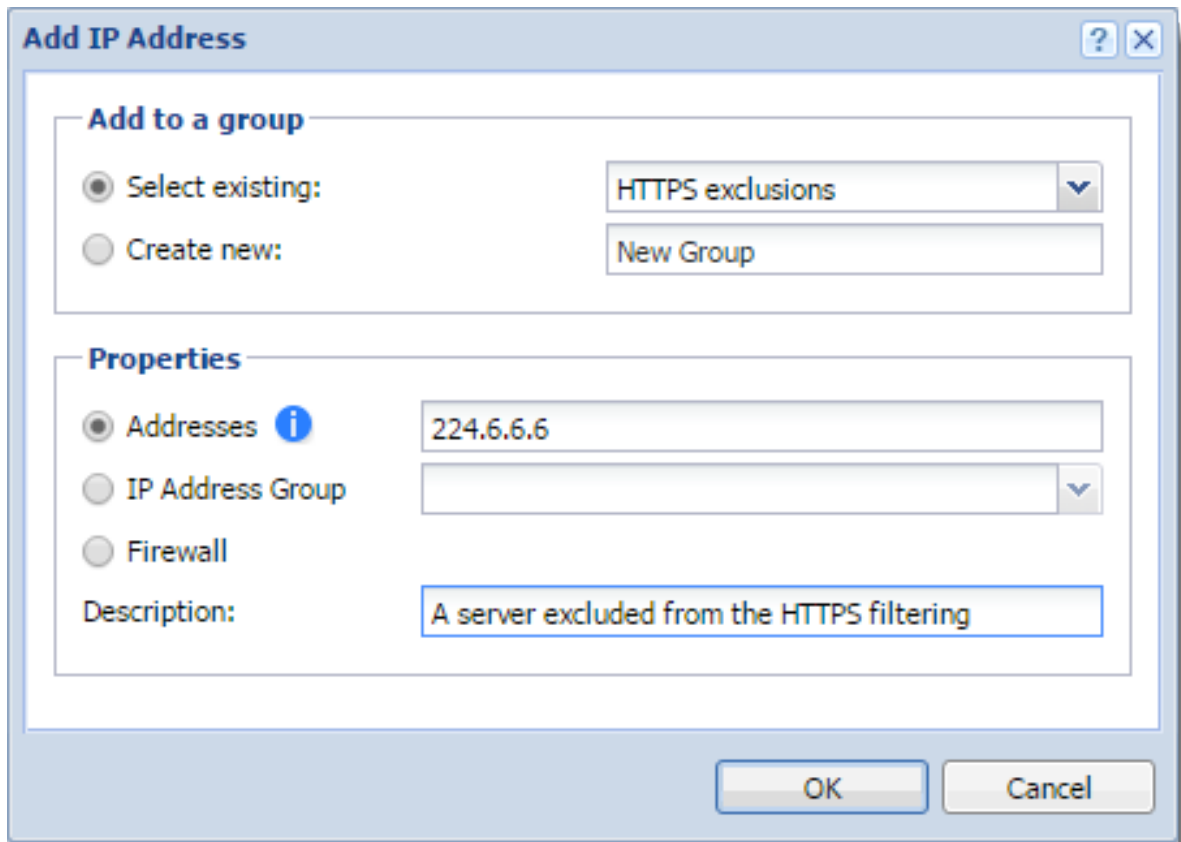 Add IP Address ?
Add to a group
Select existing: HTTPS exclusions
Create new: New Group
Properties
Addresses i 224.6.6.6
IP Address Group
Firewall
Description: A server excluded from the HTTPS filtering
OK Cancel